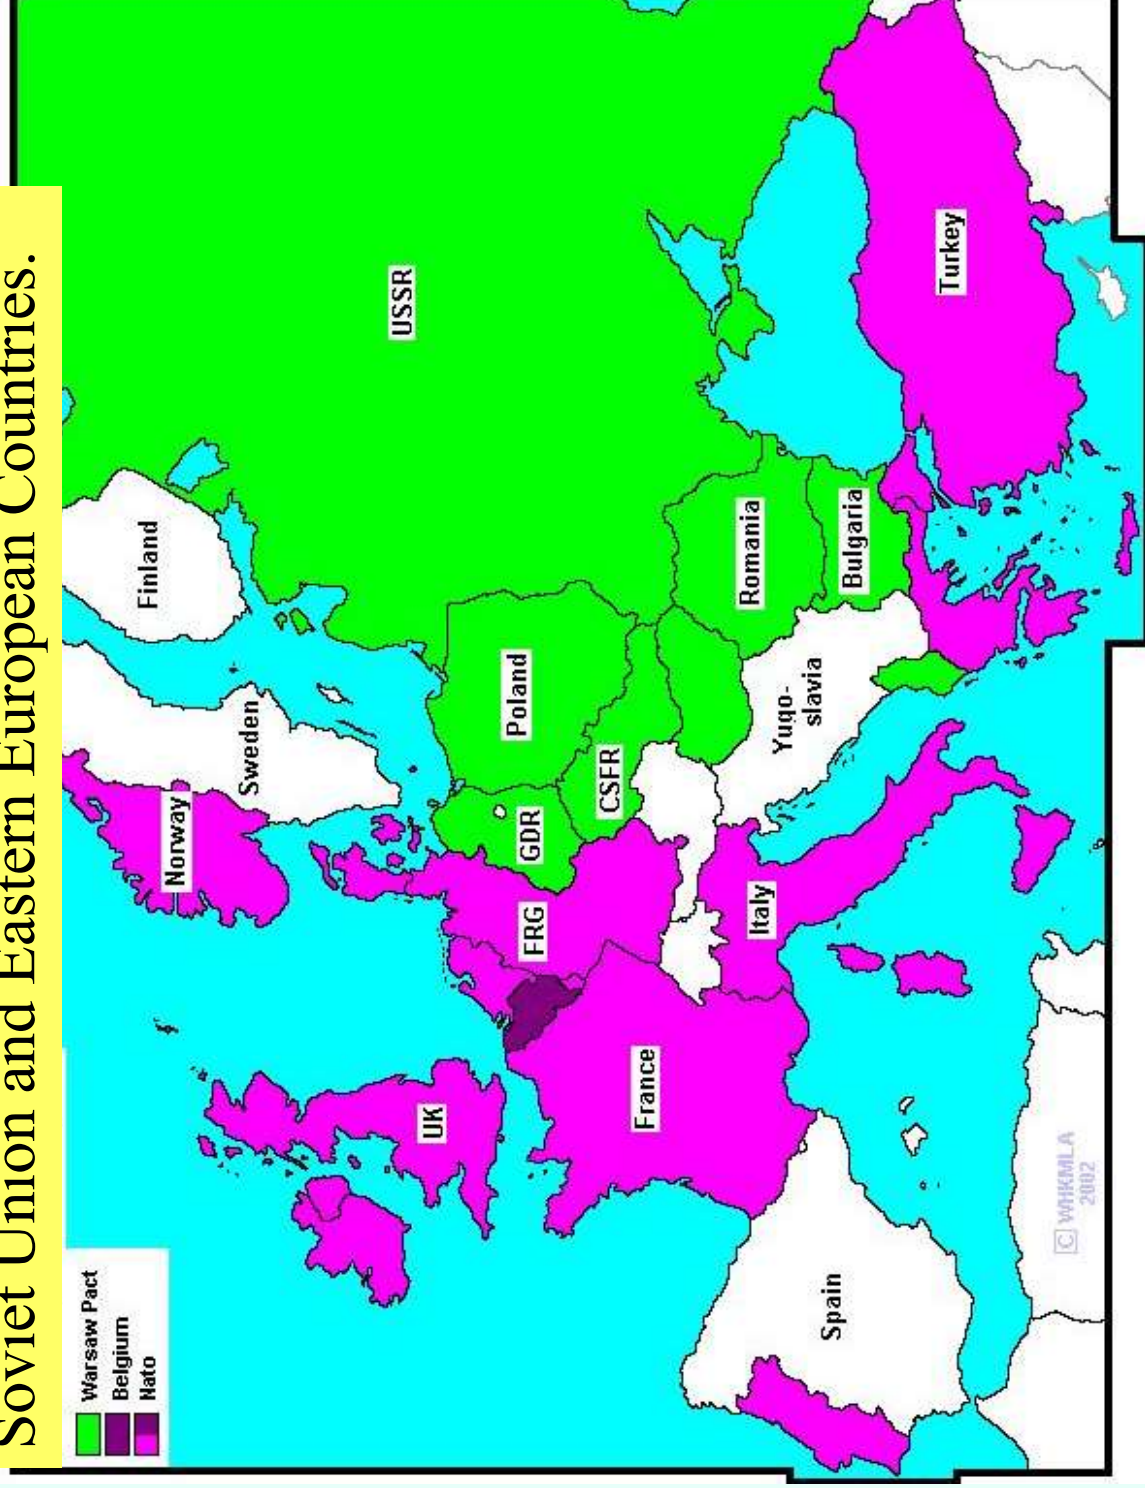 Soviet Union and Eastern European Countries.
Warsaw Pact
Belgium
Nato
Norway
Sweden
Finland
USSR
UK
GDR
Poland
FRG
CSFR
France
Romania
Italy
Yugo-
slavia
Bulgaria
Spain
Turkey
C WHKMLA
2002